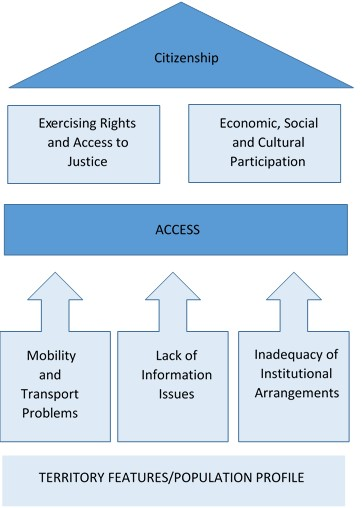 Citizenship
Exercising Rights
and Access to
Justice
Economic, Social
and Cultural
Participation
ACCESS
Mobility
and
Transport
Problems
Lack of
Information
Issues
Inadequacy of
Institutional
Arrangements
TERRITORY FEATURES/POPULATION PROFILE